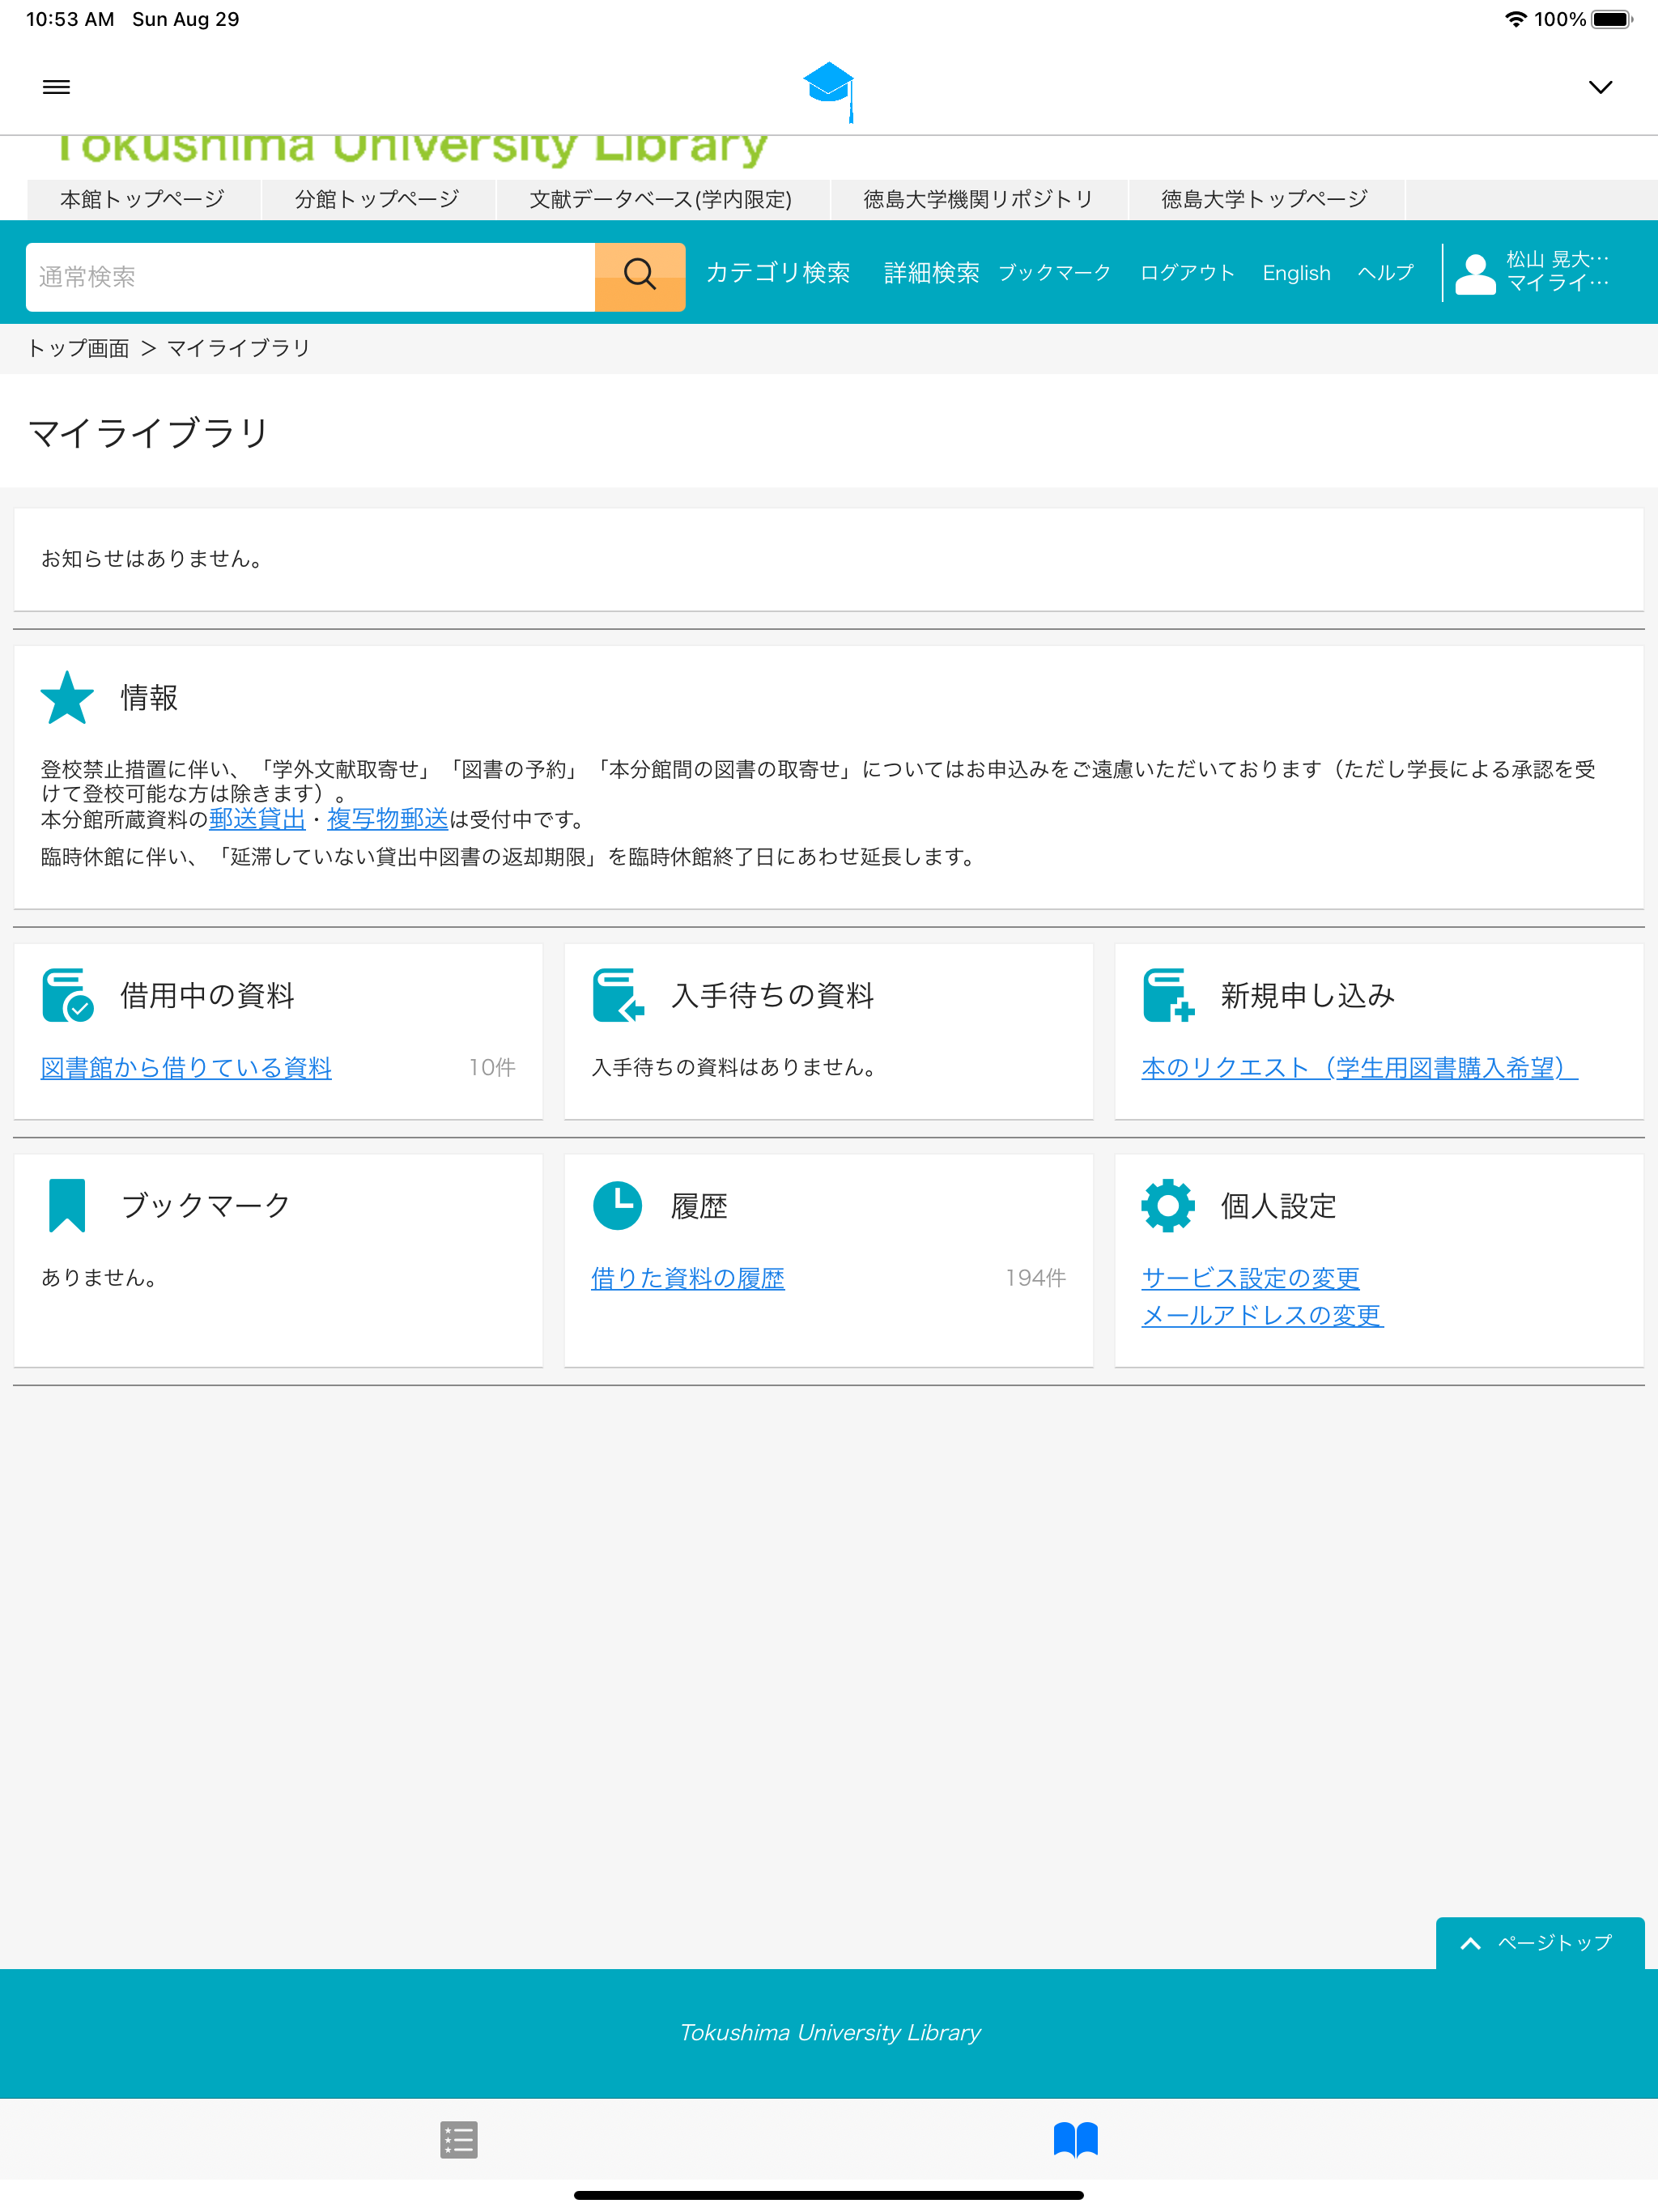 10:53 AM Sun Aug 29
100%
Tokushima University Library
本館トップページ
分館トップページ
文献データベース(学内限定)
徳島大学機関リポジトリ
徳島大学トップページ
通常検索
カテゴリ検索
詳細検索
ブックマーク
ログアウト
English
ヘルプ
松山 晃大…
マイライ…
トップ画面 > マイライブラリ
マイライブラリ
お知らせはありません。
情報
登校禁止措置に伴い、「学外文献取寄せ」「図書の予約」「本分館間の図書の取寄せ」についてはお申込みをご遠慮いただいております（ただし学長による承認を受
けて登校可能な方は除きます）。
本分館所蔵資料の郵送貸出・複写物郵送は受付中です。
臨時休館に伴い、「延滞していない貸出中図書の返却期限」を臨時休館終了日にあわせ延長します。
借用中の資料
図書館から借りている資料 10件
入手待ちの資料
入手待ちの資料はありません。
新規申し込み
本のリクエスト（学生用図書購入希望）
ブックマーク
ありません。
履歴
借りた資料の履歴 194件
個人設定
サービス設定の変更
メールアドレスの変更
ページトップ
Tokushima University Library